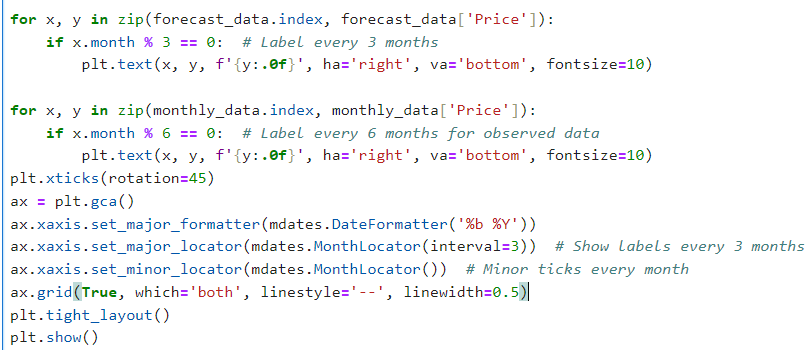 for x, y in zip(forecast_data.index, forecast_data['Price']):
    if x.month % 3 == 0:  # Label every 3 months
        plt.text(x, y, f'{y:.0f}', ha='right', va='bottom', fontsize=10)

for x, y in zip(monthly_data.index, monthly_data['Price']):
    if x.month % 6 == 0:  # Label every 6 months for observed data
        plt.text(x, y, f'{y:.0f}', ha='right', va='bottom', fontsize=10)
plt.xticks(rotation=45)
ax = plt.gca()
ax.xaxis.set_major_formatter(mdates.DateFormatter('%b %Y'))
ax.xaxis.set_major_locator(mdates.MonthLocator(interval=3))  # Show labels every 3 months
ax.xaxis.set_minor_locator(mdates.MonthLocator())  # Minor ticks every month
ax.grid(True, which='both', linestyle='--', linewidth=0.5)
plt.tight_layout()
plt.show()